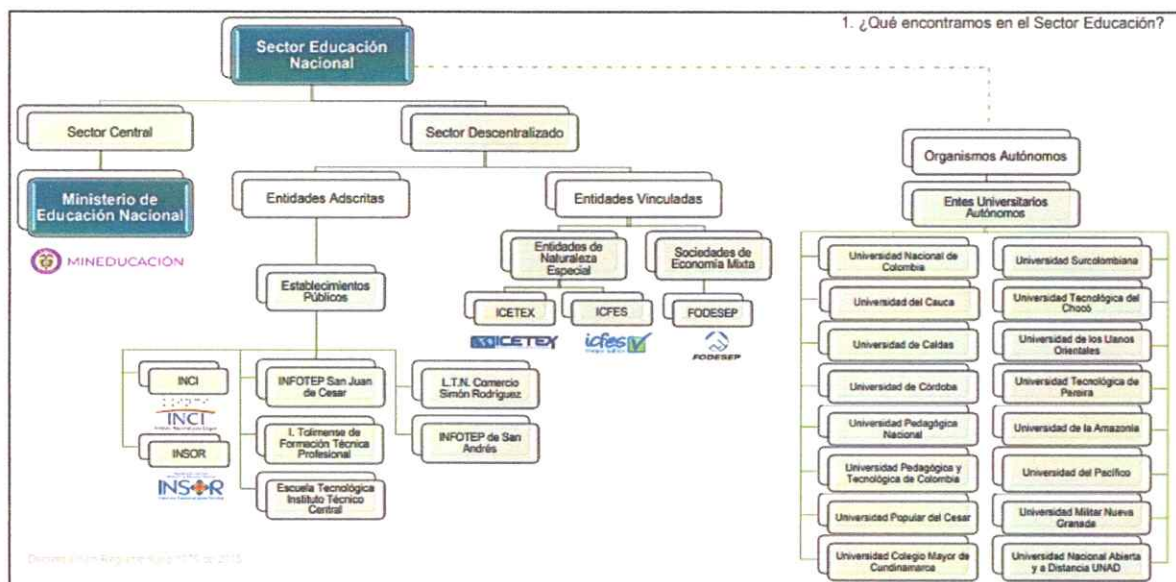 1. ¿Qué encontramos en el Sector Educación?
Sector Educación
Nacional
Sector Central
Sector Descentralizado
Organismos Autónomos
Ministerio de
Educación Nacional
Entidades Adscritas
Entidades Vinculadas
Entes Universitarios
Autónomos
MINEDUCACIÓN
Entidades de
Naturaleza
Especial
Sociedades de
Economía Mixta
Establecimientos
Públicos
ICETEX
ICFES
FODESEP
ICETEX
icfes
FODESEP
INCI
INCI
INSOR
INSOR
INFOTEP San Juan
de Cesar
I. Tolimense de
Formación Técnica
Profesional
Escuela Tecnológica
Instituto Técnico
Central
L.T.N. Comercio
Simón Rodríguez
INFOTEP de San
Andrés
Universidad Nacional de
Colombia
Universidad del Cauca
Universidad de Caldas
Universidad de Córdoba
Universidad Pedagógica
Nacional
Universidad Pedagógica y
Tecnológica de Colombia
Universidad Popular del Cesar
Universidad Colegio Mayor de
Cundinamarca
Universidad Surcolombiana
Universidad Tecnológica del
Chocó
Universidad de los Llanos
Orientales
Universidad Tecnológica de
Pereira
Universidad de la Amazonía
Universidad del Pacífico
Universidad Militar Nueva
Granada
Universidad Nacional Abierta
y a Distancia UNAD